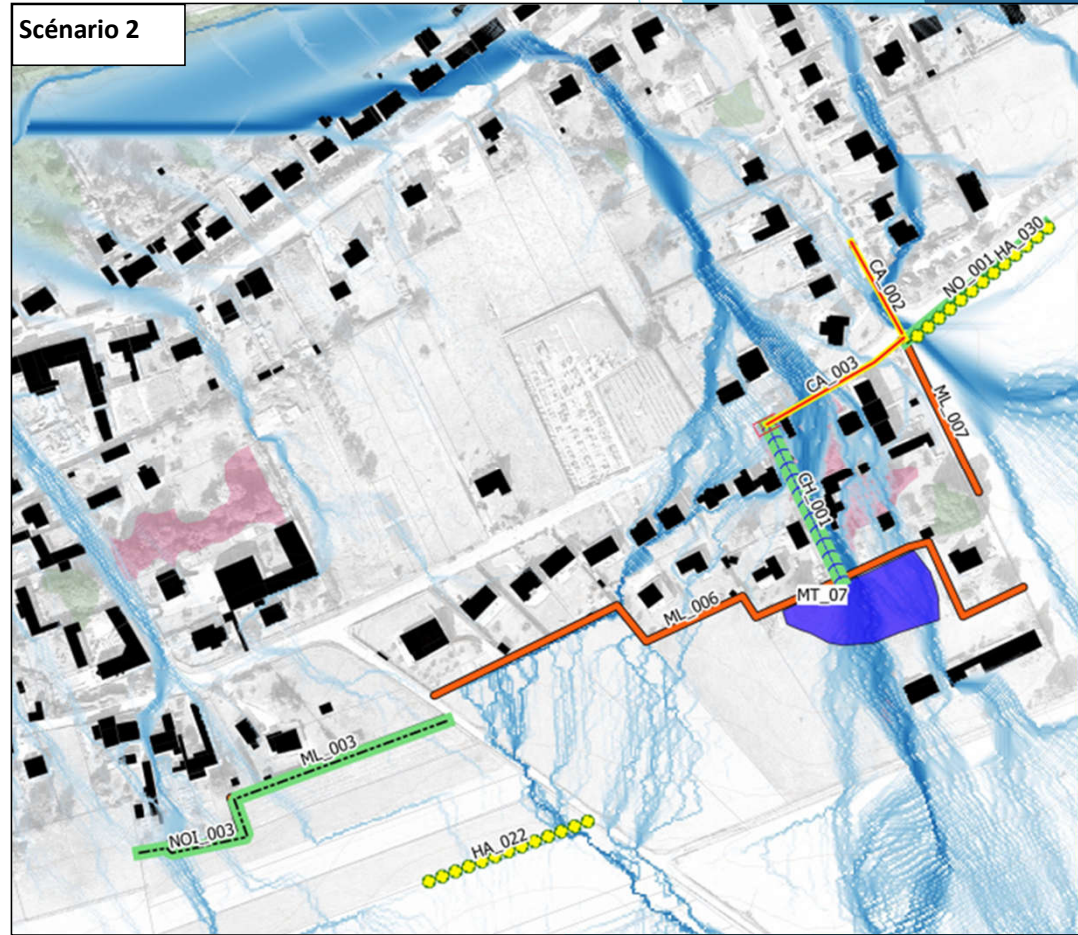 Scénario 2
CA_002
NO_001
HA_030
CA_003
ML_007
CH_001
MT_07
ML_006
ML_003
NOI_003
HA_022